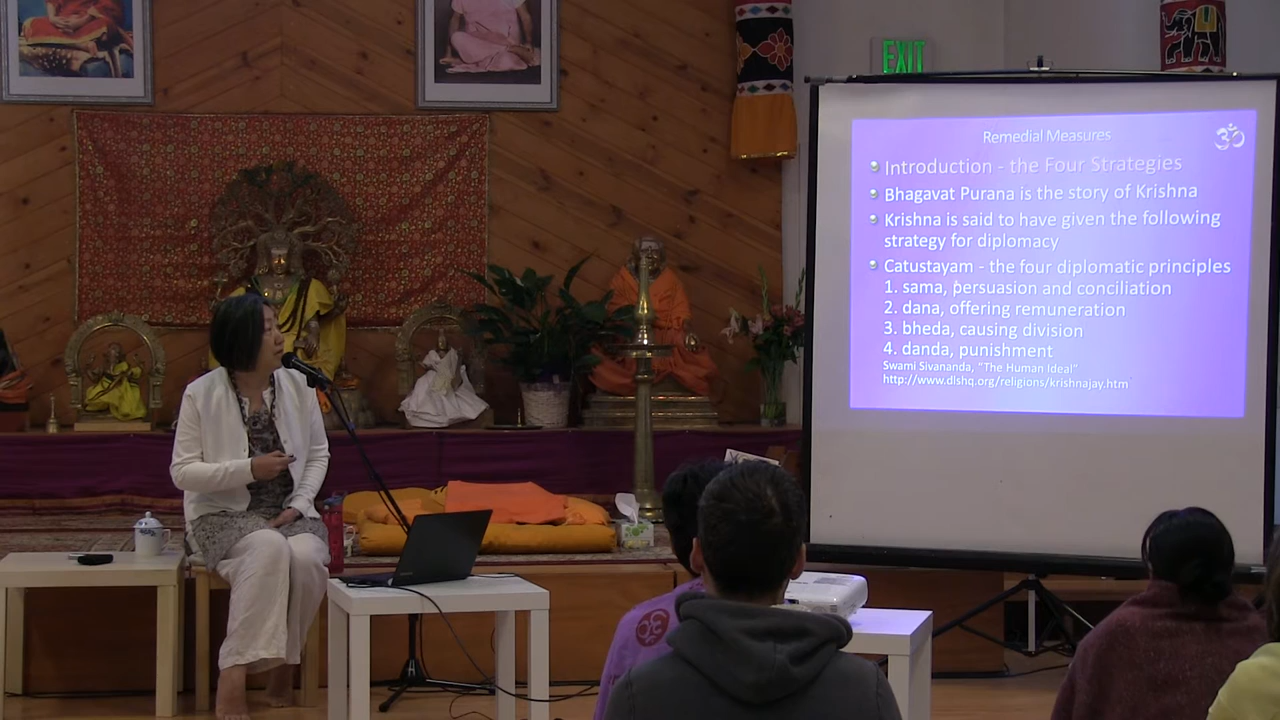 EXIT
Remedial Measures
ॐ
Introduction - the Four Strategies
Bhagavat Purana is the story of Krishna
Krishna is said to have given the following
strategy for diplomacy
Catustayam - the four diplomatic principles
1. sama, persuasion and conciliation
2. dana, offering remuneration
3. bheda, causing division
4. danda, punishment
Swami Sivananda, "The Human Ideal"
http://www.dlshq.org/religions/krishnajay.htm
ॐ